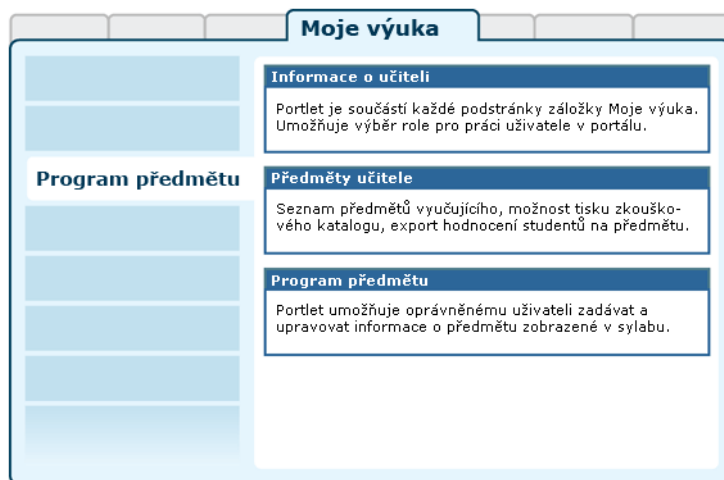 Moje výuka
Program předmětu
Informace o učiteli
Portlet je součástí každé podstránky záložky Moje výuka.
Umožňuje výběr role pro práci uživatele v portálu.
Předměty učitele
Seznam předmětů vyučujícího, možnost tisku zkouško-
vého katalogu, export hodnocení studentů na předmětu.
Program předmětu
Portlet umožňuje oprávněnému uživateli zadávat a
upravovat informace o předmětu zobrazené v sylabu.